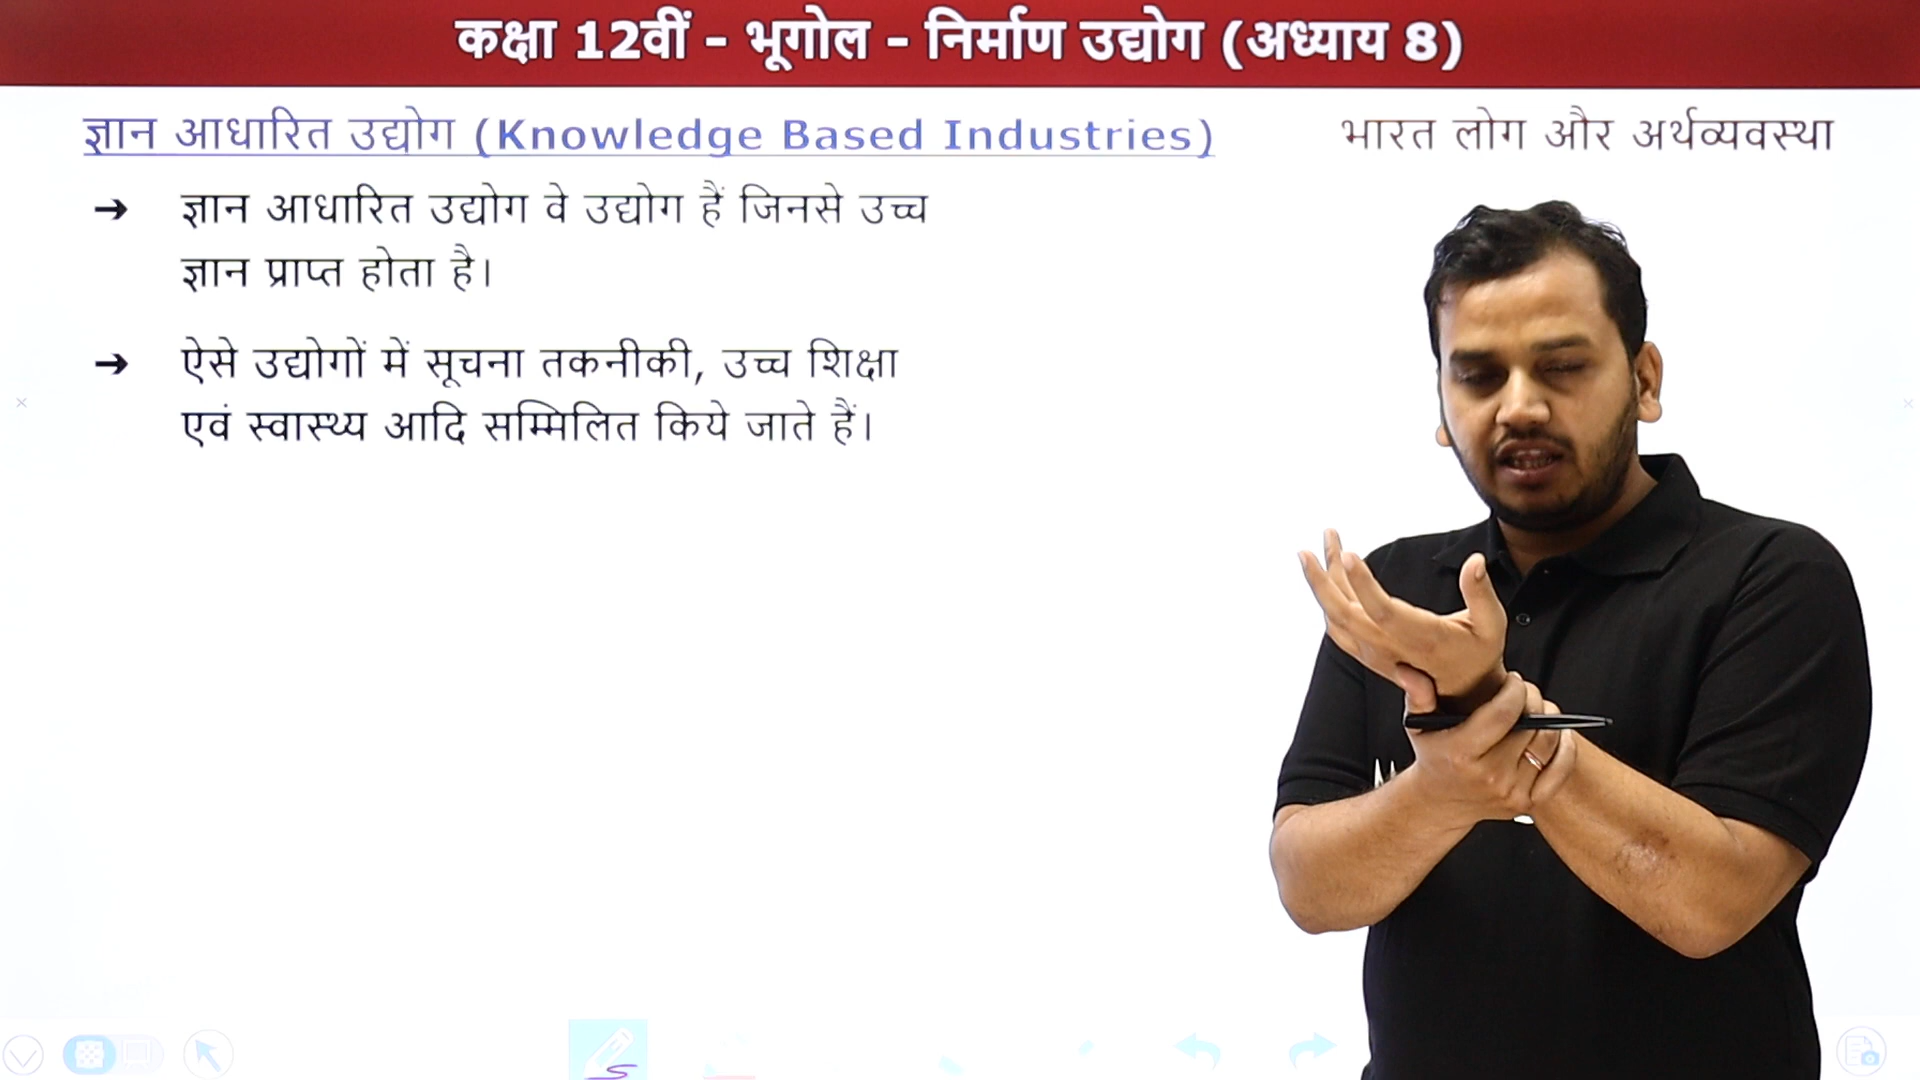 कक्षा 12वीं - भूगोल - निर्माण उद्योग (अध्याय 8)
ज्ञान आधारित उद्योग (Knowledge Based Industries)
भारत लोग और अर्थव्यवस्था
➔ ज्ञान आधारित उद्योग वे उद्योग हैं जिनसे उच्च
ज्ञान प्राप्त होता है।
➔ ऐसे उद्योगों में सूचना तकनीकी, उच्च शिक्षा
एवं स्वास्थ्य आदि सम्मिलित किये जाते हैं।